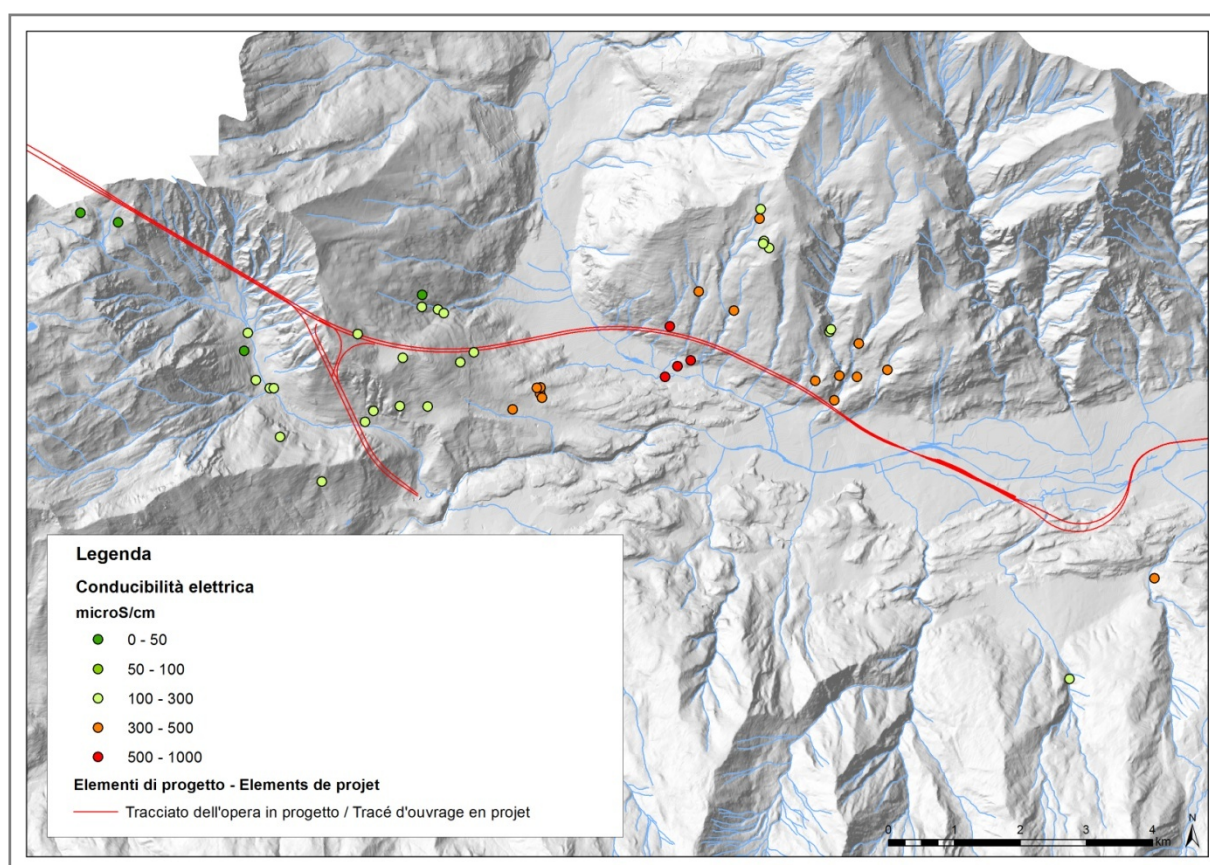 Legenda
Conducibilità elettrica
microS/cm
0 - 50
50 - 100
100 - 300
300 - 500
500 - 1000
Elementi di progetto - Elements de projet
Tracciato dell'opera in progetto / Tracé d'ouvrage en projet
0 1 2 3 4
km
N